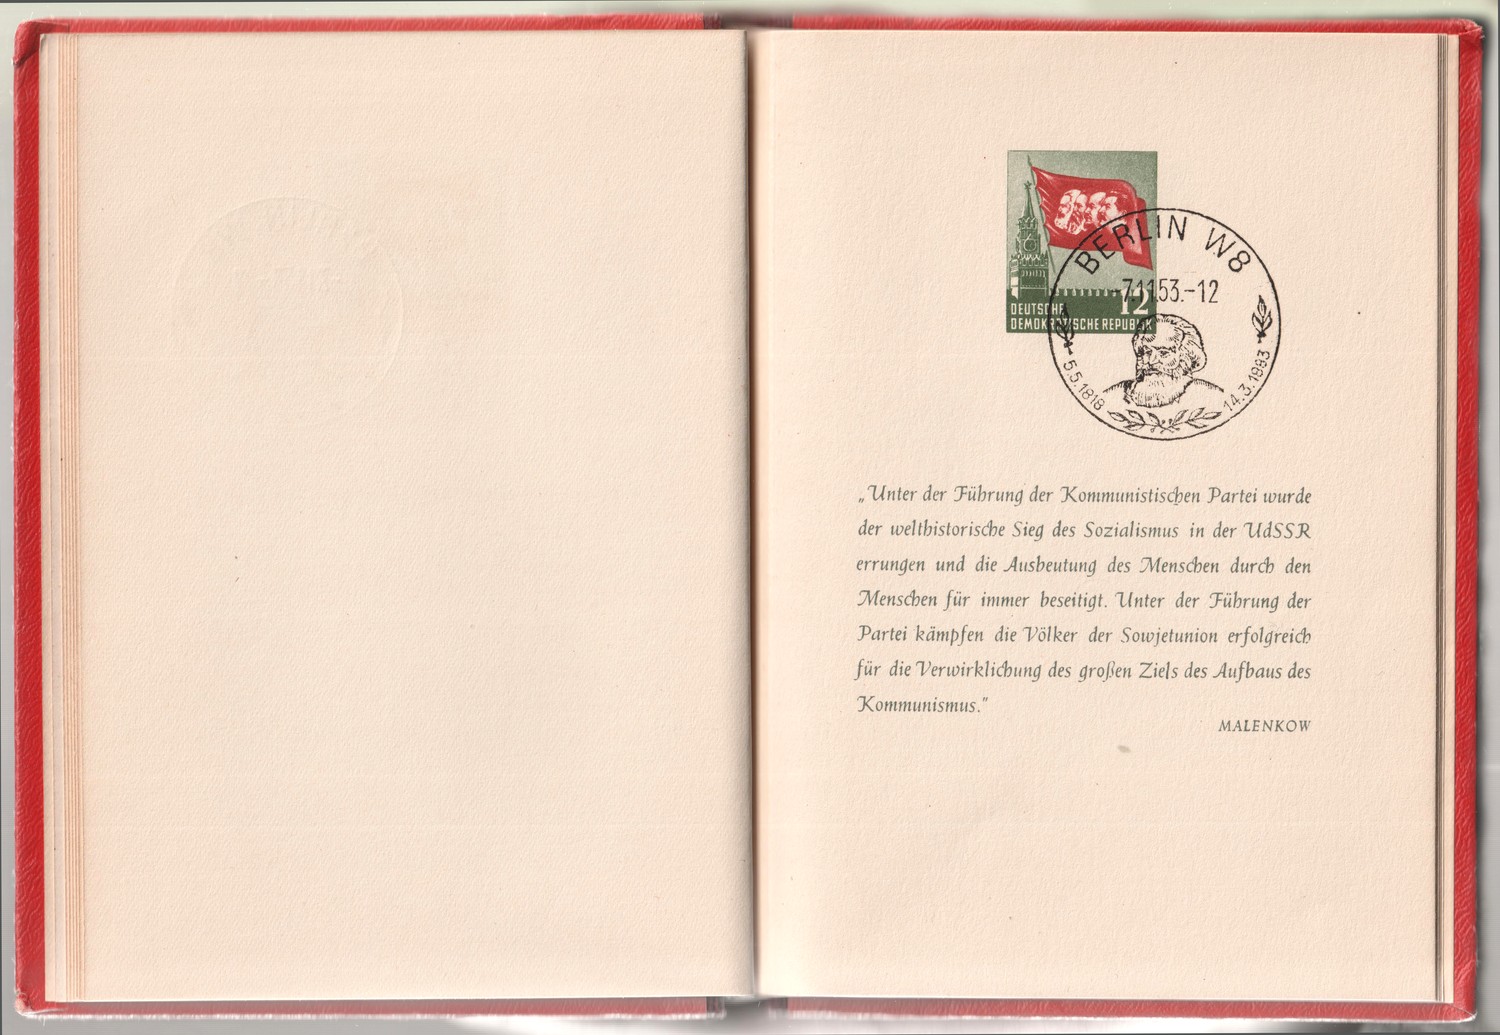 BERLIN W8
-7.11.53.-12
12
DEUTSCHE
DEMOKRATISCHE REPUBLIK
5.5.1818
14.3.1883
„Unter der Führung der Kommunistischen Partei wurde
der welthistorische Sieg des Sozialismus in der UdSSR
errungen und die Ausbeutung des Menschen durch den
Menschen für immer beseitigt. Unter der Führung der
Partei kämpfen die Völker der Sowjetunion erfolgreich
für die Verwirklichung des großen Ziels des Aufbaus des
Kommunismus.”
MALENKOW